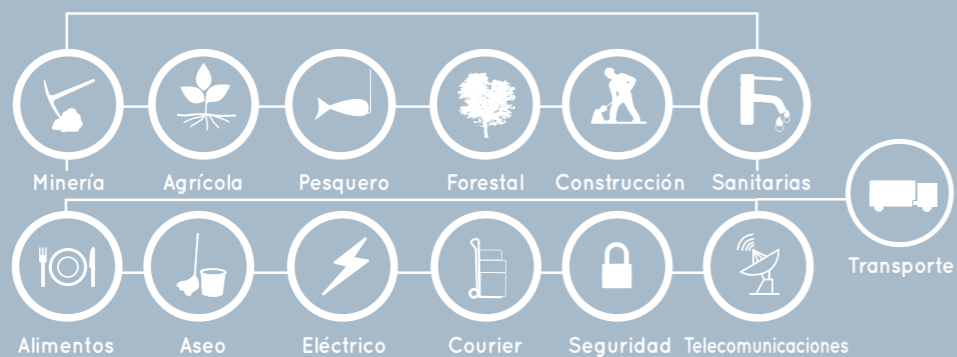 Minería Agrícola Pesquero Forestal Construcción Sanitarias
Transporte
Alimentos Aseo Eléctrico Courier Seguridad Telecomunicaciones